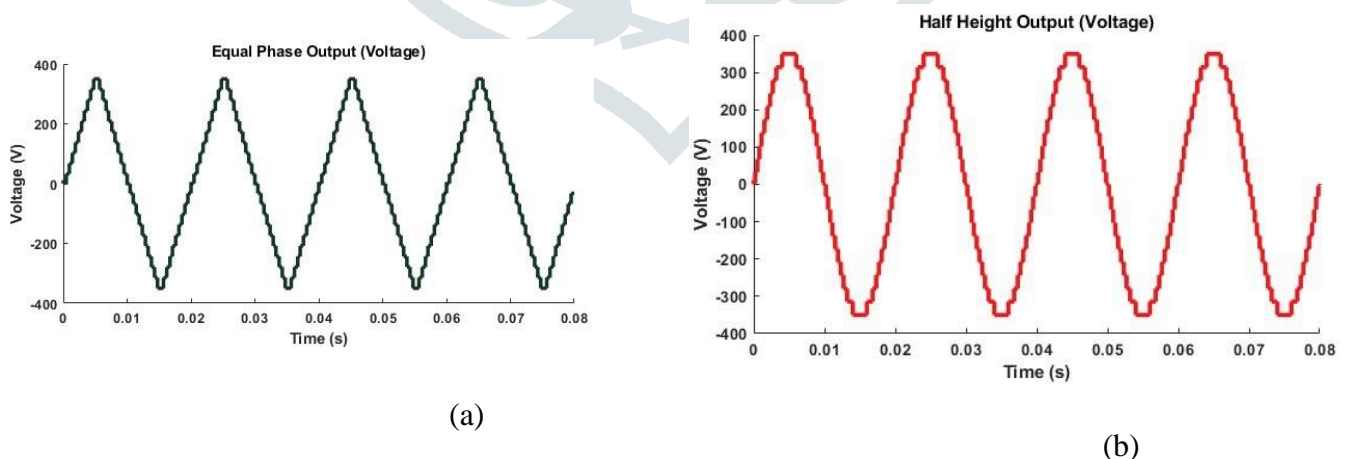 Equal Phase Output (Voltage)
400
200
0
-200
-400
Voltage (V)
0 0.01 0.02 0.03 0.04 0.05 0.06 0.07 0.08
Time (s)
(a)
Half Height Output (Voltage)
400
300
200
100
0
-100
-200
-300
-400
Voltage (V)
0 0.01 0.02 0.03 0.04 0.05 0.06 0.07 0.08
Time (s)
(b)